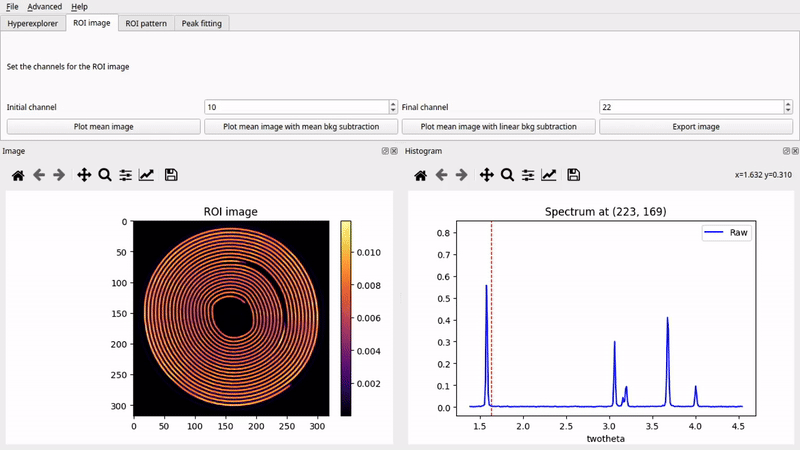 File Advanced Help
Hyperexplorer ROI image ROI pattern Peak fitting
Set the channels for the ROI image
Initial channel 10 Final channel 22
Plot mean image Plot mean image with mean bkg subtraction Plot mean image with linear bkg subtraction Export image
Image
Histogram
x=1.632 y=0.310
ROI image
0
50
100
150
200
250
300
0 50 100 150 200 250 300
0.010
0.008
0.006
0.004
0.002
Spectrum at (223, 169)
Raw
0.8
0.7
0.6
0.5
0.4
0.3
0.2
0.1
0.0
1.5 2.0 2.5 3.0 3.5 4.0 4.5
twotheta